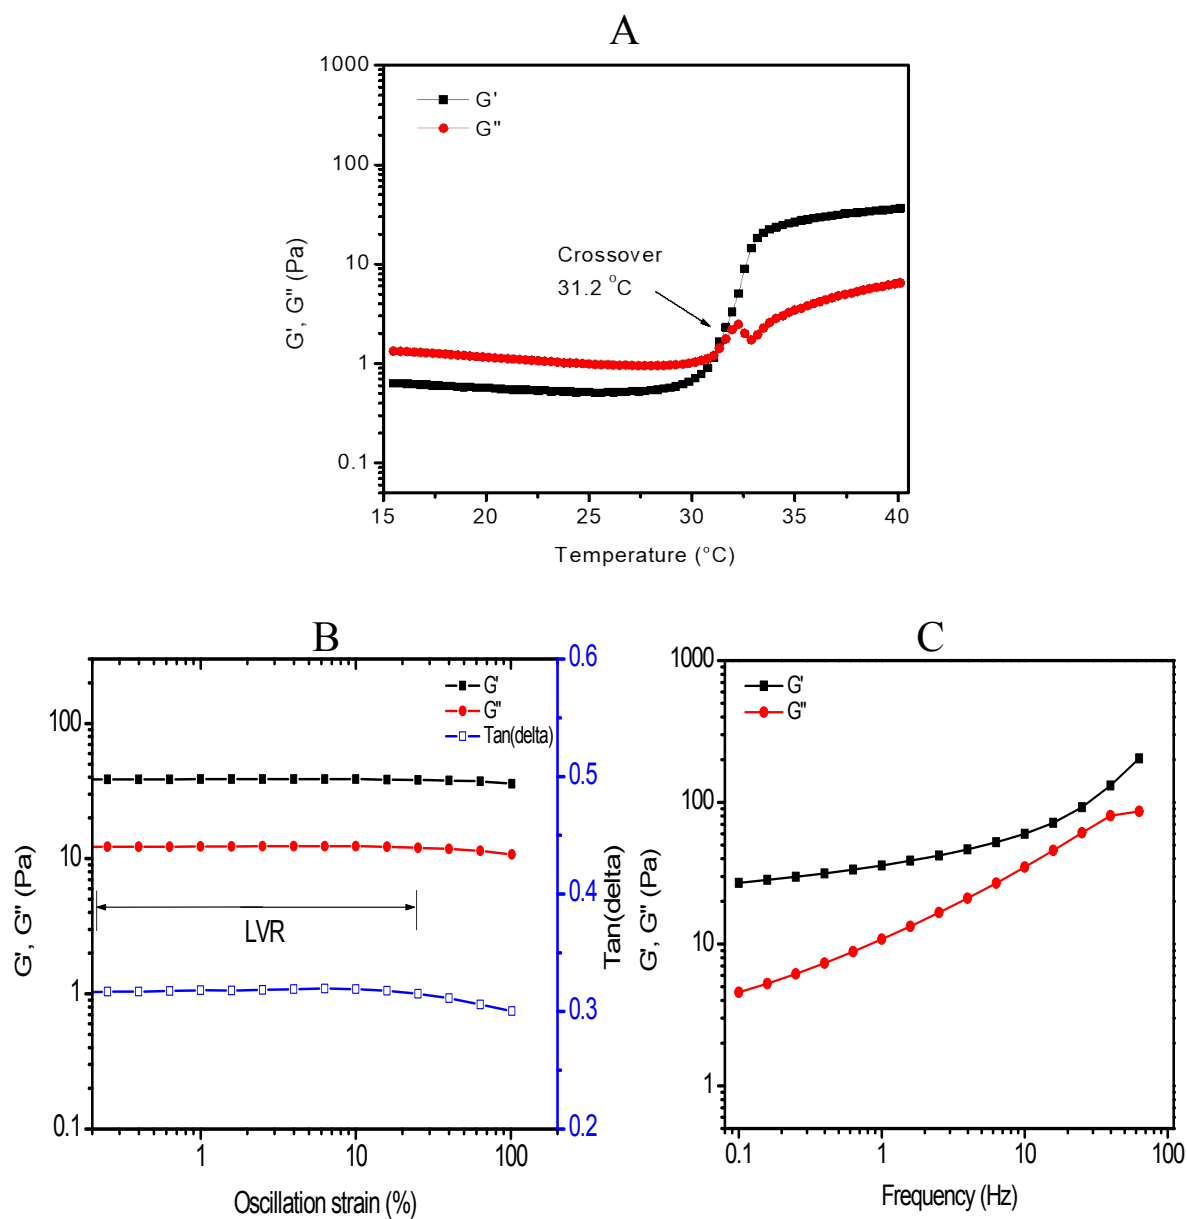 A
1000
100
10
1
0.1
G', G" (Pa)
G'
G"
Crossover
31.2 °C
15 20 25 30 35 40
Temperature (°C)
B
100
10
1
0.1
G', G" (Pa)
G'
G"
Tan(delta)
LVR
0.6
0.5
0.4
0.3
0.2
Tan(delta)
1 10 100
Oscillation strain (%)
C
1000
100
10
1
G', G" (Pa)
G'
G"
0.1 1 10 100
Frequency (Hz)